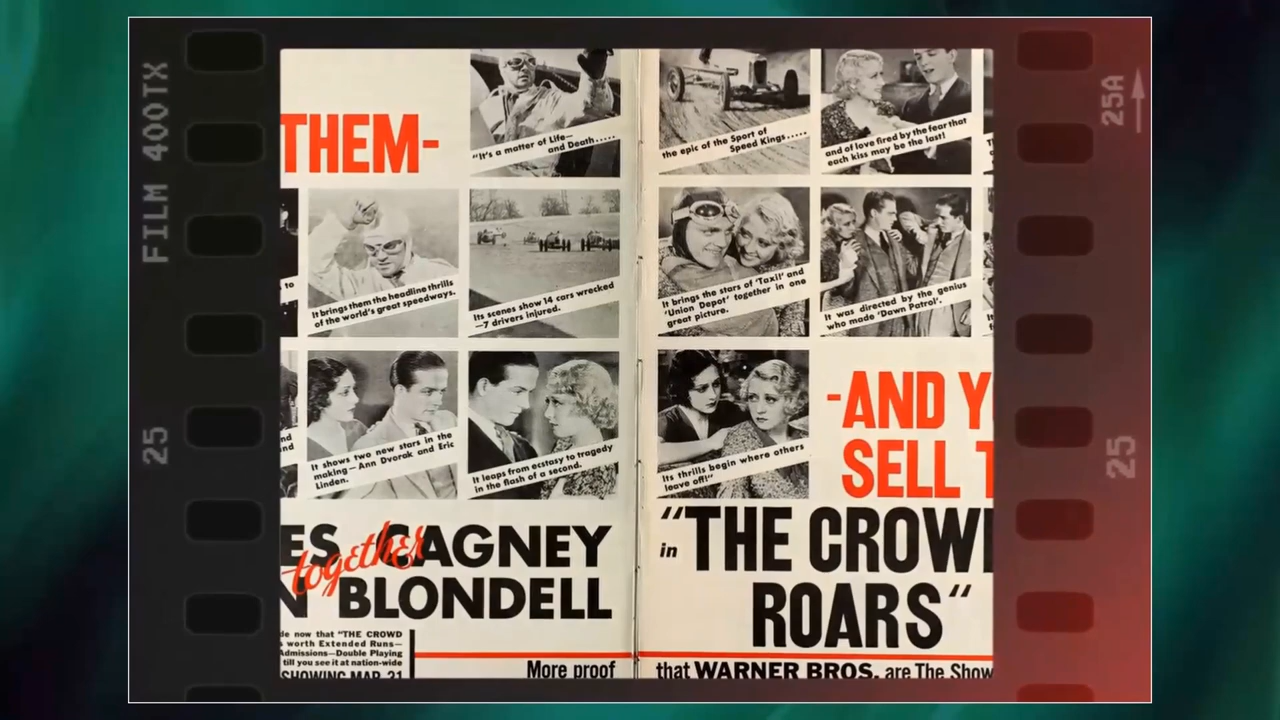 FILM 400TX
25
25A
25
THEM-
"It's a matter of Life—
and Death.....
the epic of the Sport of
Speed Kings.....
and of love fired by the fear that
each kiss may be the last!
to
It brings them the headline thrills
of the world's great speedways.
Its scenes show 14 cars wrecked
—7 drivers injured.
It brings the stars of 'Taxi!' and
'Union Depot' together in one
great picture.
It was directed by the genius
who made 'Dawn Patrol'.
nd
nd
It shows two new stars in the
making—Ann Dvorak and Eric
Linden.
It leaps from ecstasy to tragedy
in the flash of a second.
Its thrills begin where others
leave off!"
-AND Y
SELL T
ES CAGNEY
together
N BLONDELL
in "THE CROW
ROARS"
de now that "THE CROWD
s worth Extended Runs—
Admissions—Double Playing
till you see it at nation-wide
SHOWING MAR. 21
More proof
that WARNER BROS. are The Show